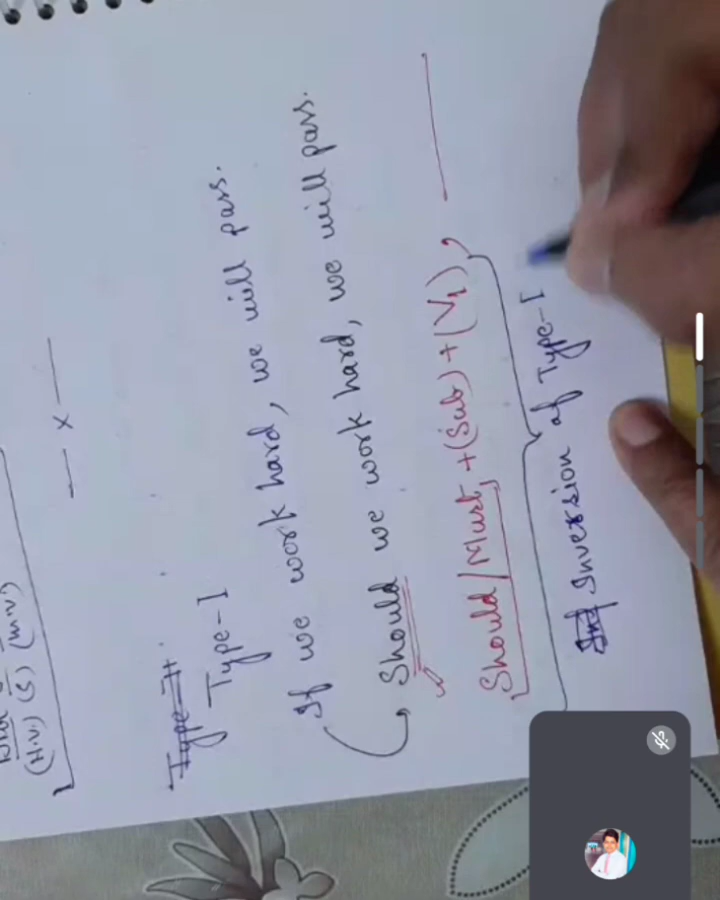 (H.V.) (S) (M.V)
— x —
Type-I
If we work hard, we will pass.
Should we work hard, we will pass.
Should/Must +(Sub)+(V1),
Inversion of Type-I